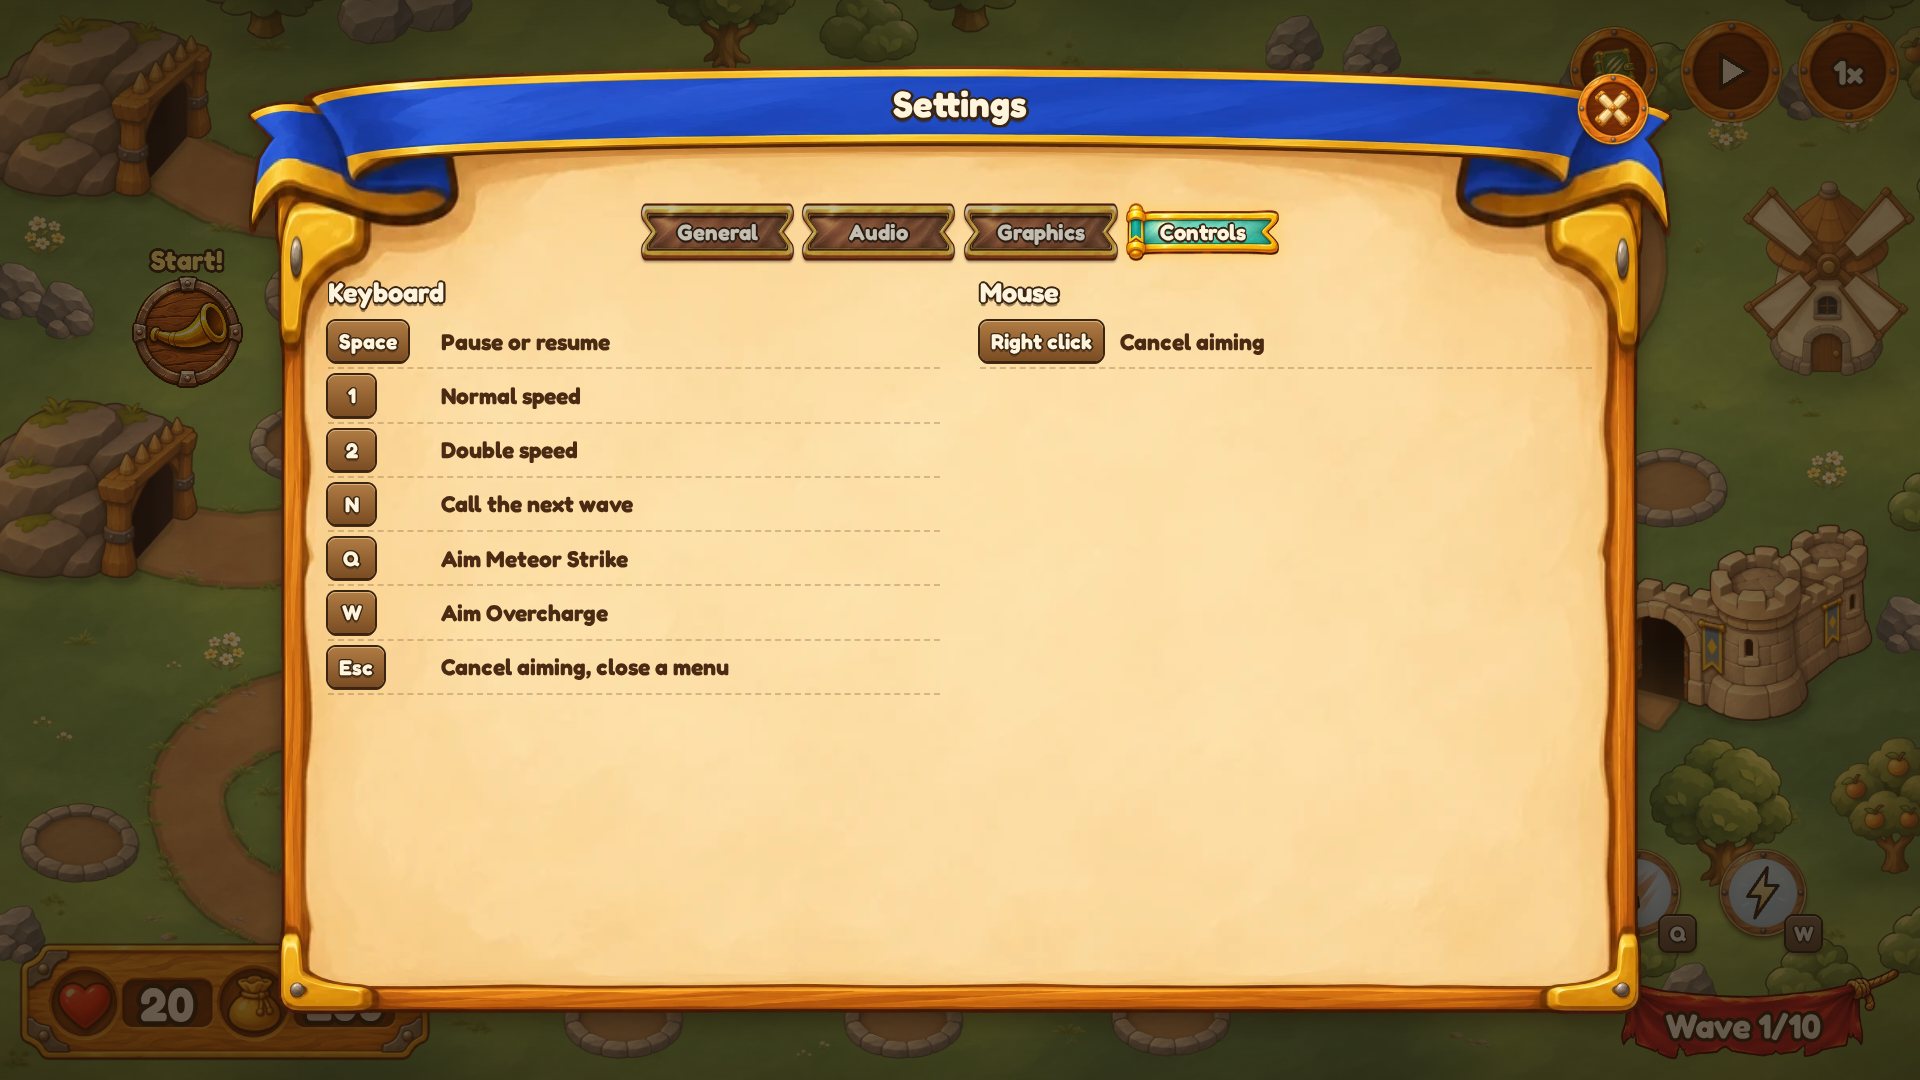 Settings
1x
General
Audio
Graphics
Controls
Start!
Keyboard
Space Pause or resume
1 Normal speed
2 Double speed
N Call the next wave
Q Aim Meteor Strike
W Aim Overcharge
Esc Cancel aiming, close a menu
Mouse
Right click Cancel aiming
Q
W
20
Wave 1/10